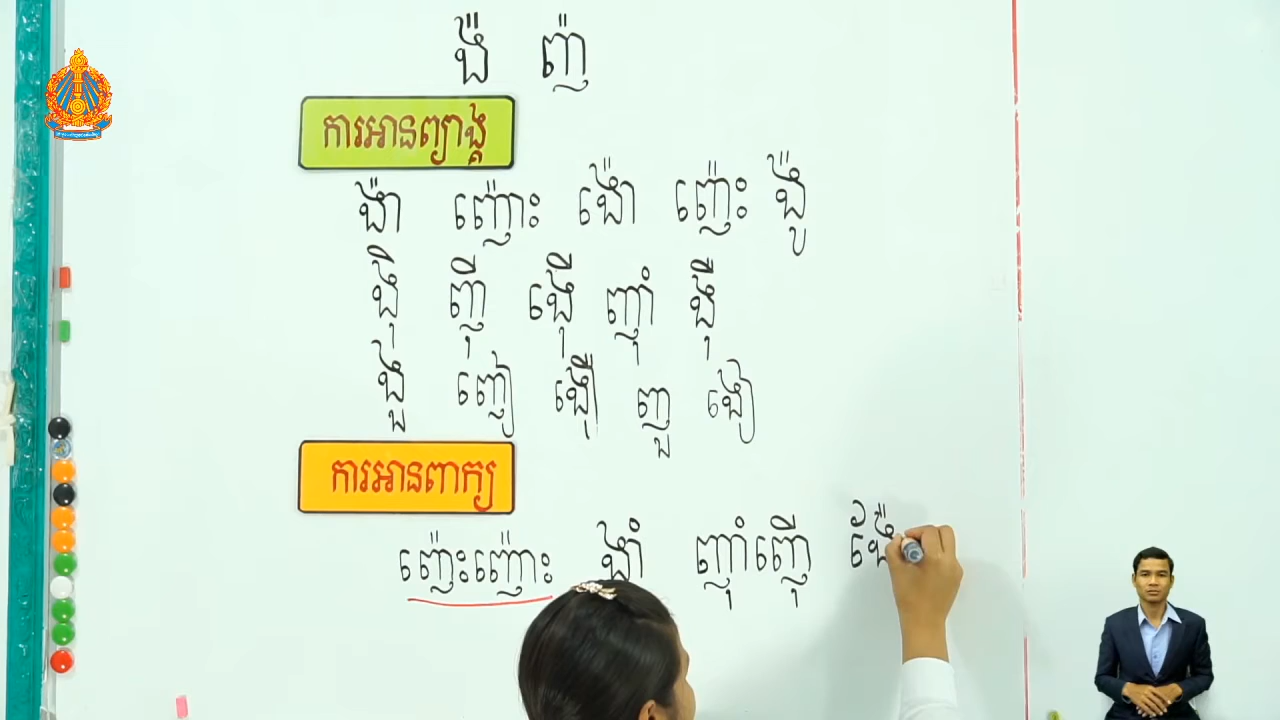 ង៉ ញ៉
ការអានព្យាង្គ
ង៉ា ញ៉ោះ ង៉ោ ញ៉េះ ង៉ូ
ង៉ិ ញ៉ី ង៉ើ ញ៉ាំ ង៉ឺ
ងួ ញៀ ង៉ឿ ញួ ងៀ
ការអានពាក្យ
ញ៉េះញ៉ោះ ងាំ ញ៉ាំញ៉ើ ង៉ែ